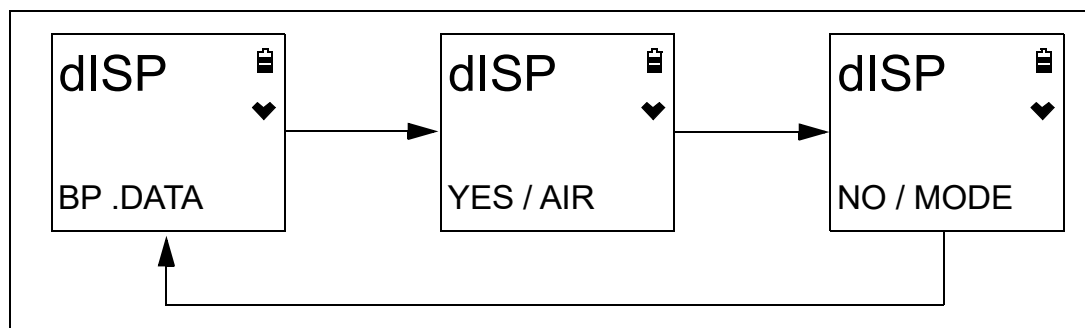 dISP
BP .DATA
dISP
YES / AIR
dISP
NO / MODE